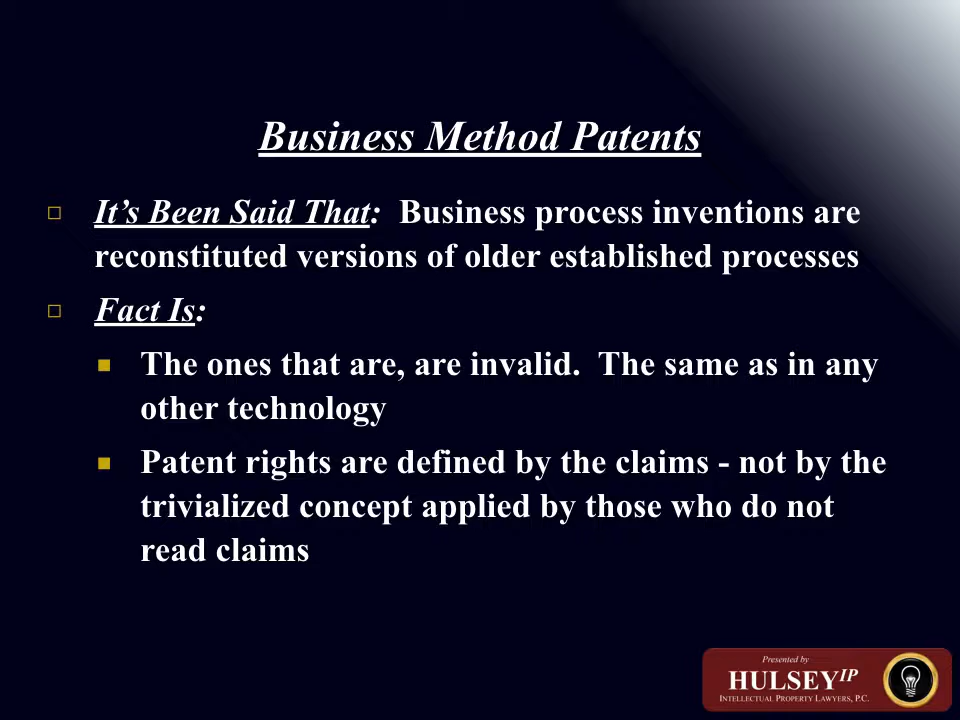 Business Method Patents
It’s Been Said That:  Business process inventions are
reconstituted versions of older established processes
Fact Is:
The ones that are, are invalid.  The same as in any
other technology
Patent rights are defined by the claims - not by the
trivialized concept applied by those who do not
read claims
Presented by
HULSEY IP
INTELLECTUAL PROPERTY LAWYERS, P.C.